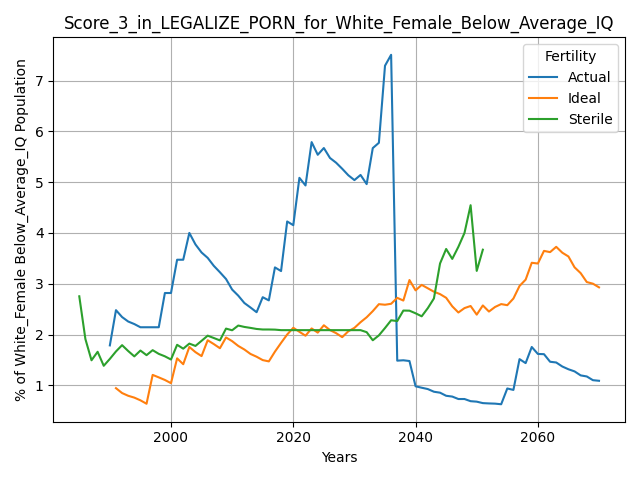 Score_3_in_LEGALIZE_PORN_for_White_Female_Below_Average_IQ
% of White_Female Below_Average_IQ Population
7
6
5
4
3
2
1
Fertility
Actual
Ideal
Sterile
2000
2020
2040
2060
Years